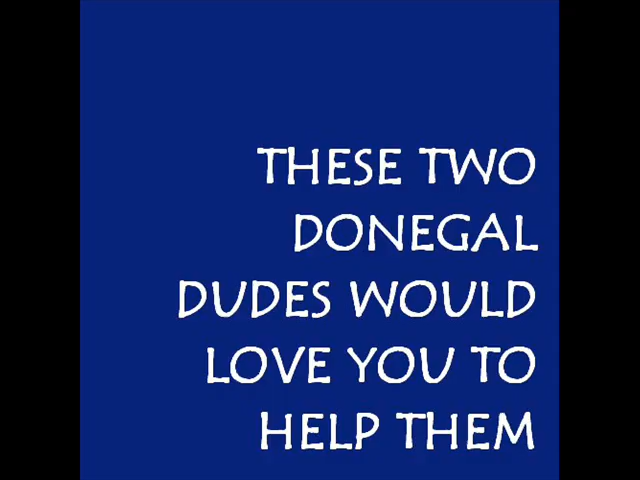 THESE TWO
DONEGAL
DUDES WOULD
LOVE YOU TO
HELP THEM